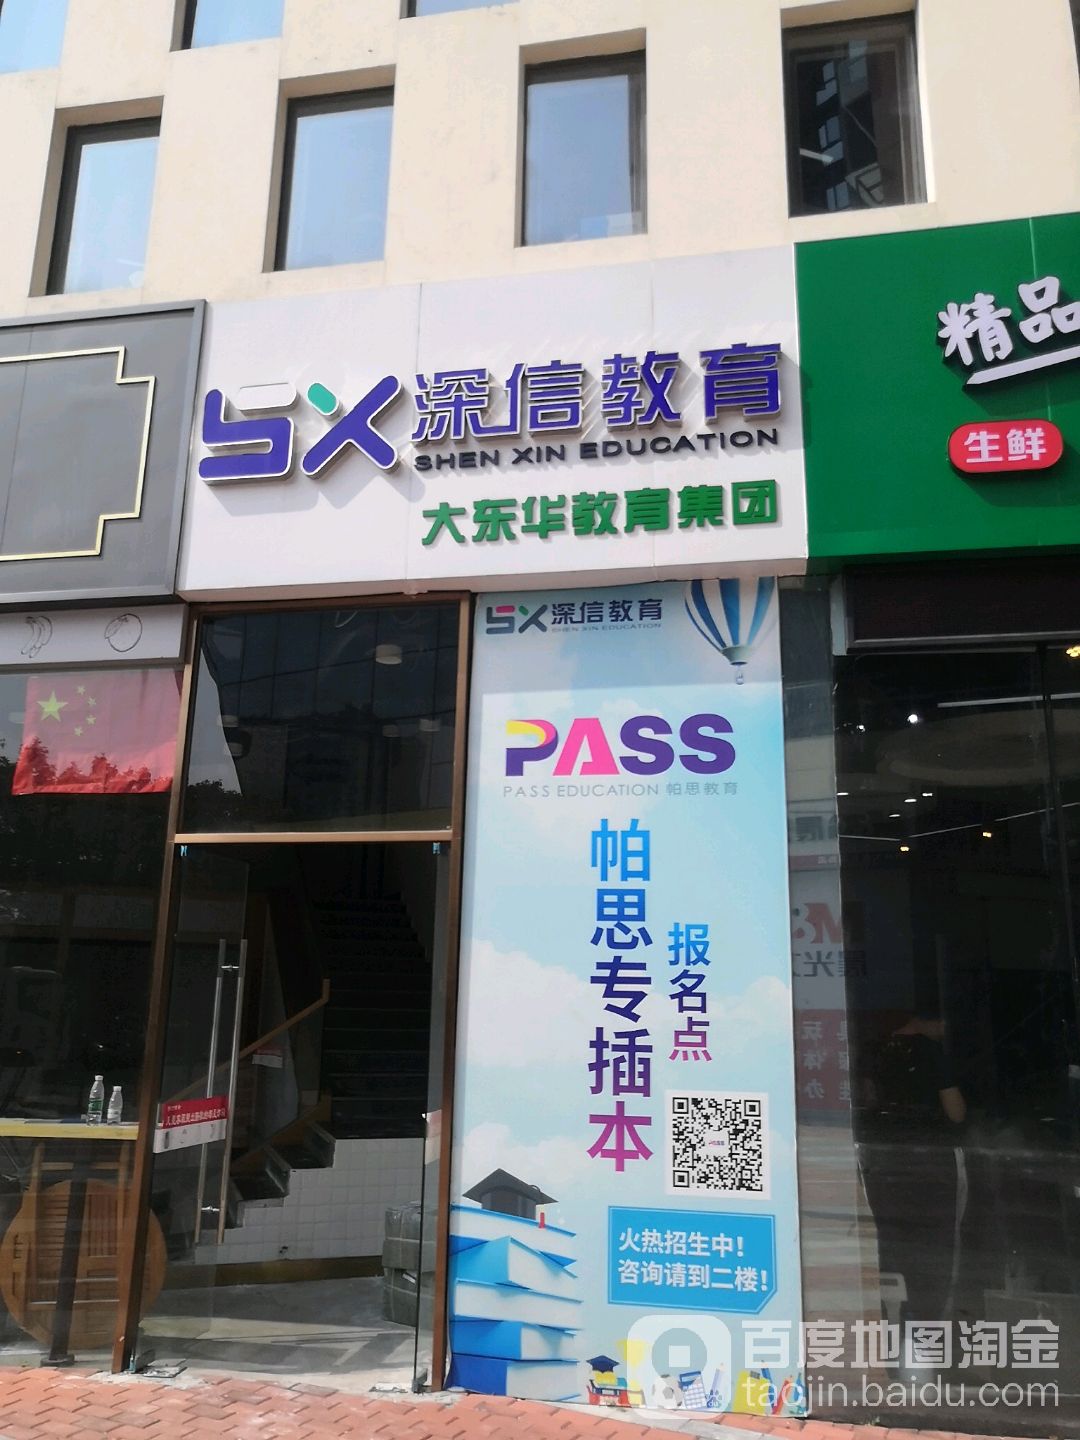 SX深信教育
SHEN XIN EDUCATION
大东华教育集团
精品
生鲜
SX深信教育
SHEN XIN EDUCATION
PASS
PASS EDUCATION 帕思教育
帕思专插本
报名点
PASS
火热招生中!
咨询请到二楼!
百度地图淘金
taojin.baidu.com